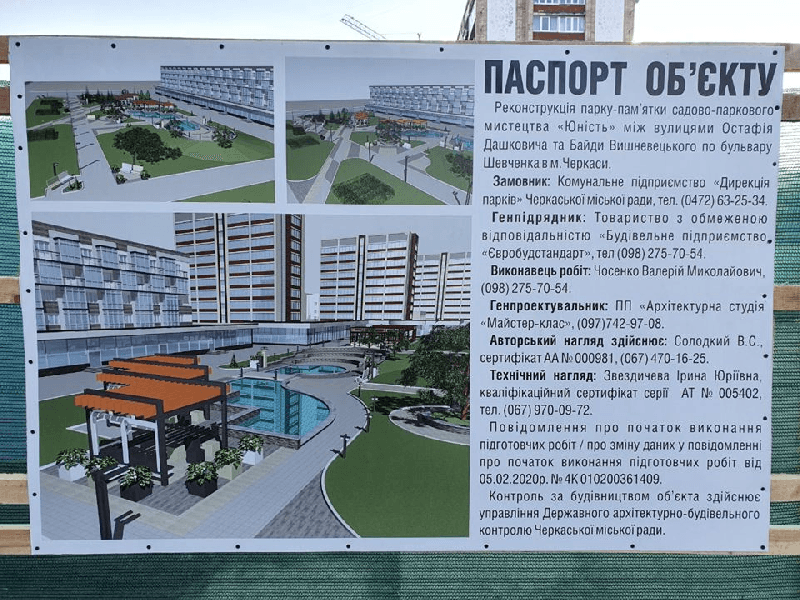 ПАСПОРТ ОБ'ЄКТУ
Реконструкція парку-пам'ятки садово-паркового
мистецтва «Юність» між вулицями Остафія
Дашковича та Байди Вишневецького по бульвару
Шевченка в м.Черкаси.
Замовник: Комунальне підприємство «Дирекція
парків» Черкаської міської ради, тел. (0472) 63-25-34.
Генпідрядник: Товариство з обмеженою
відповідальністю «Будівельне підприємство
«Євробудстандарт», тел (098) 275-70-54.
Виконавець робіт: Чосенко Валерій Миколайович,
(098) 275-70-54.
Генпроектувальник: ПП «Архітектурна студія
«Майстер-клас», (097)742-97-08.
Авторський нагляд здійснює: Солодкий В.С.,
сертифікат АА №000981, (067) 470-16-25.
Технічний нагляд: Звездичева Ірина Юріївна,
кваліфікаційний сертифікат серії АТ № 005402,
тел. (067) 970-09-72.
Повідомлення про початок виконання
підготовчих робіт / про зміну даних у повідомленні
про початок виконання підготовчих робіт від
05.02.2020р. № 4К 010200361409.
Контроль за будівництвом об'єкта здійснює
управління Державного архітектурно-будівельного
контролю Черкаської міської ради.